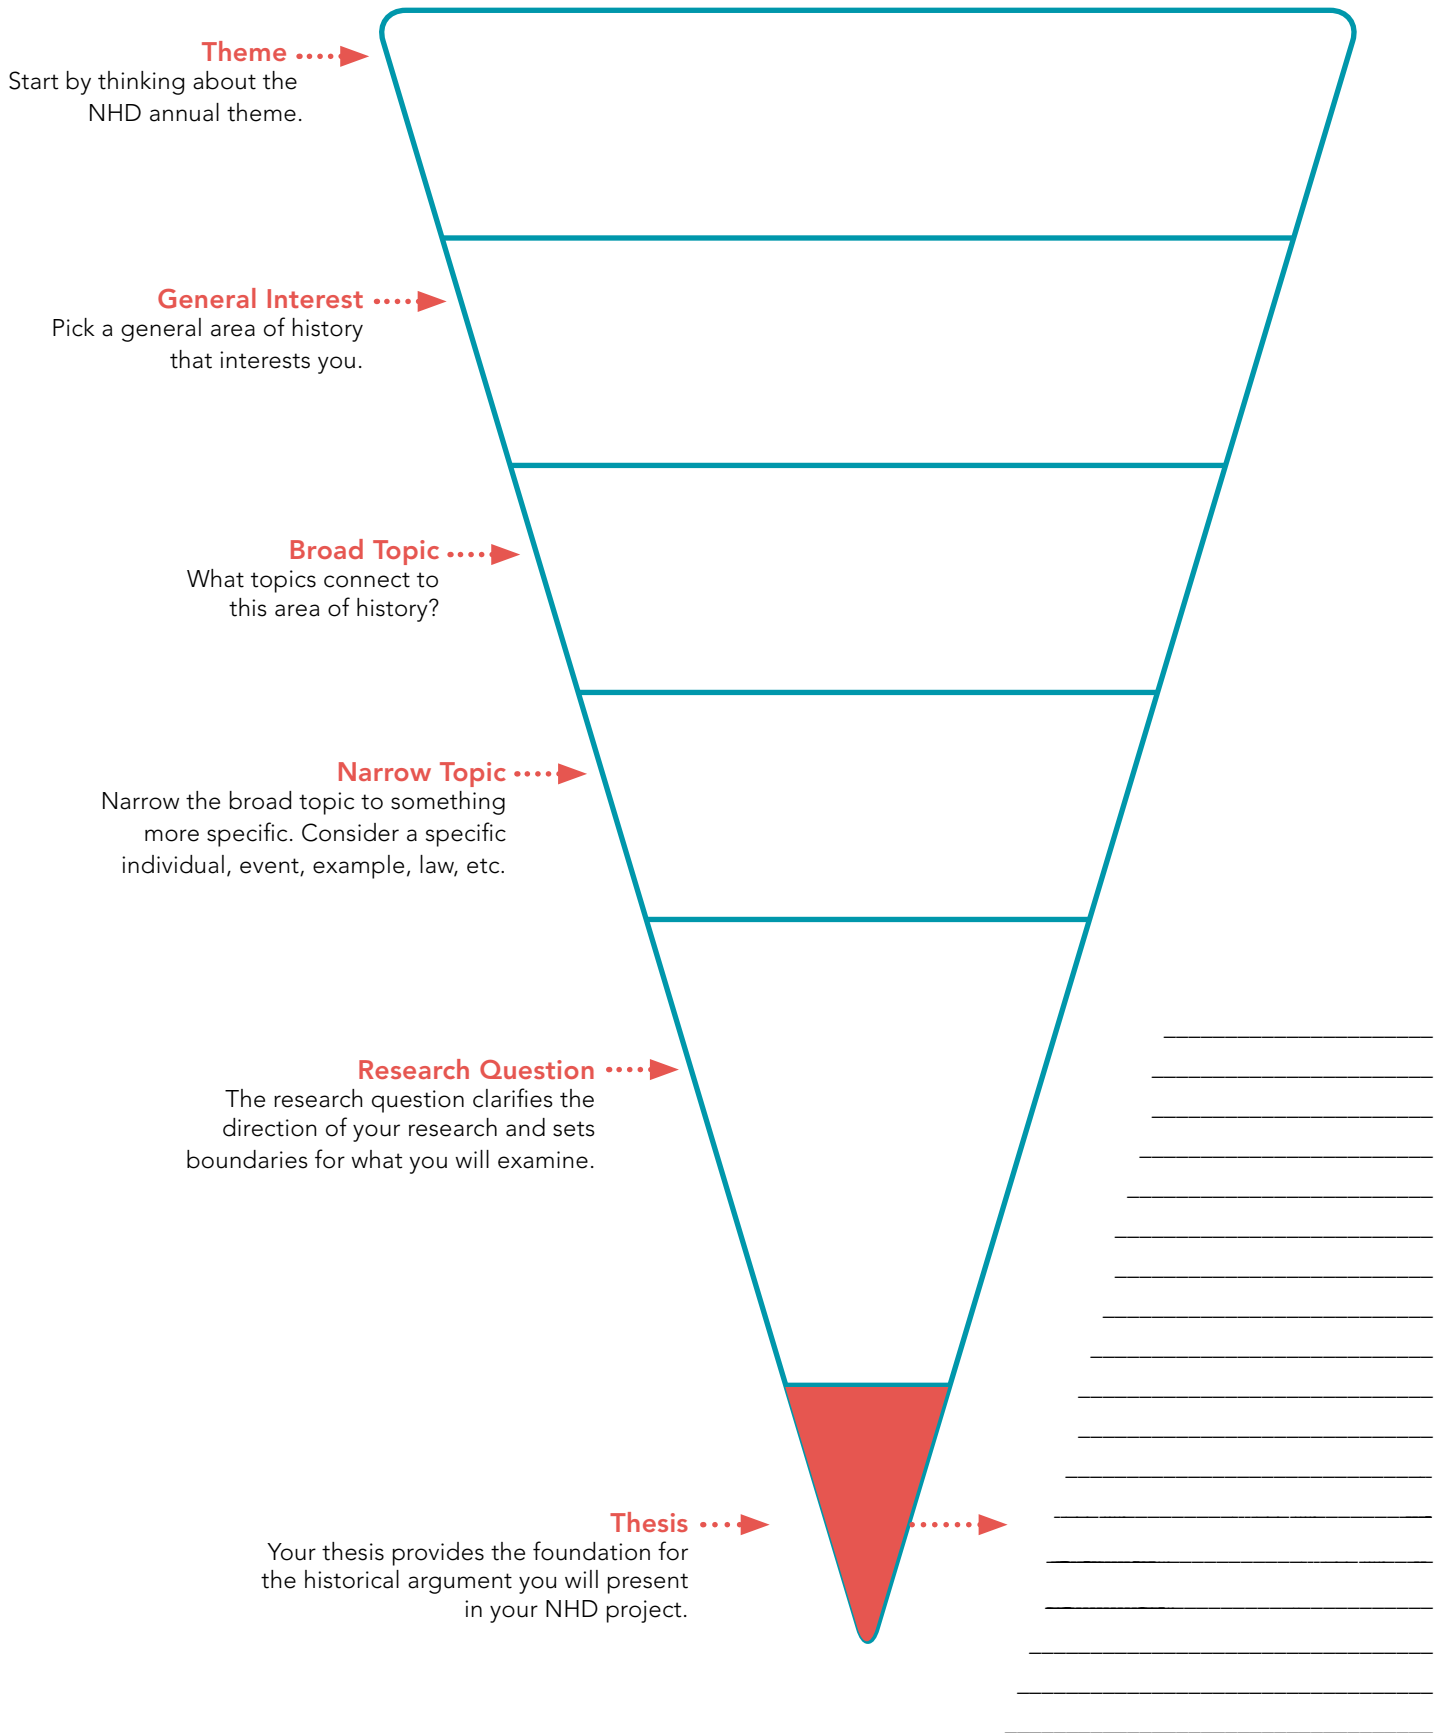 Theme
Start by thinking about the
NHD annual theme.
General Interest
Pick a general area of history
that interests you.
Broad Topic
What topics connect to
this area of history?
Narrow Topic
Narrow the broad topic to something
more specific. Consider a specific
individual, event, example, law, etc.
Research Question
The research question clarifies the
direction of your research and sets
boundaries for what you will examine.
Thesis
Your thesis provides the foundation for
the historical argument you will present
in your NHD project.